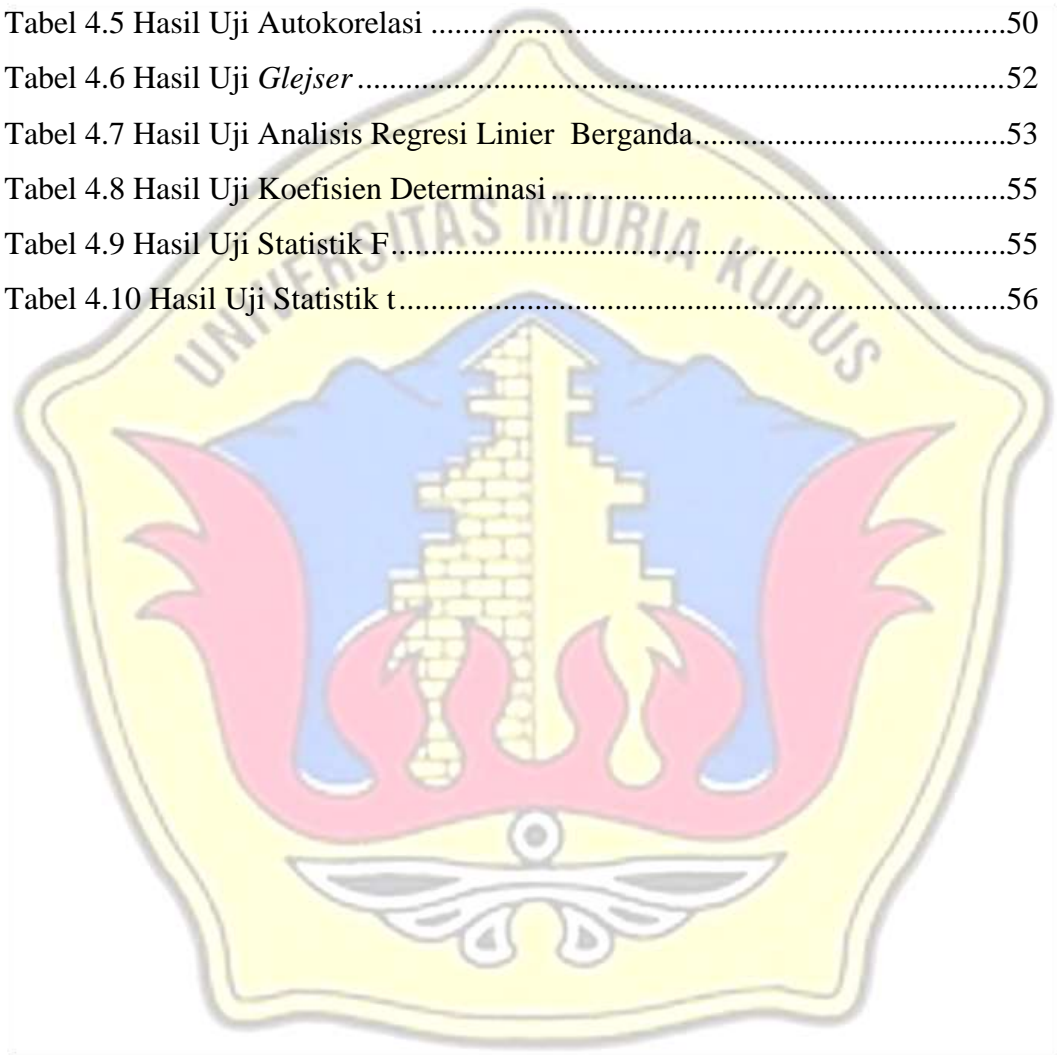 Tabel 4.5 Hasil Uji Autokorelasi ........................................................................50
Tabel 4.6 Hasil Uji Glejser .................................................................................52
Tabel 4.7 Hasil Uji Analisis Regresi Linier  Berganda.......................................53
Tabel 4.8 Hasil Uji Koefisien Determinasi .........................................................55
Tabel 4.9 Hasil Uji Statistik F.............................................................................55
Tabel 4.10 Hasil Uji Statistik t............................................................................56
UNIVERSITAS MURIA KUDUS